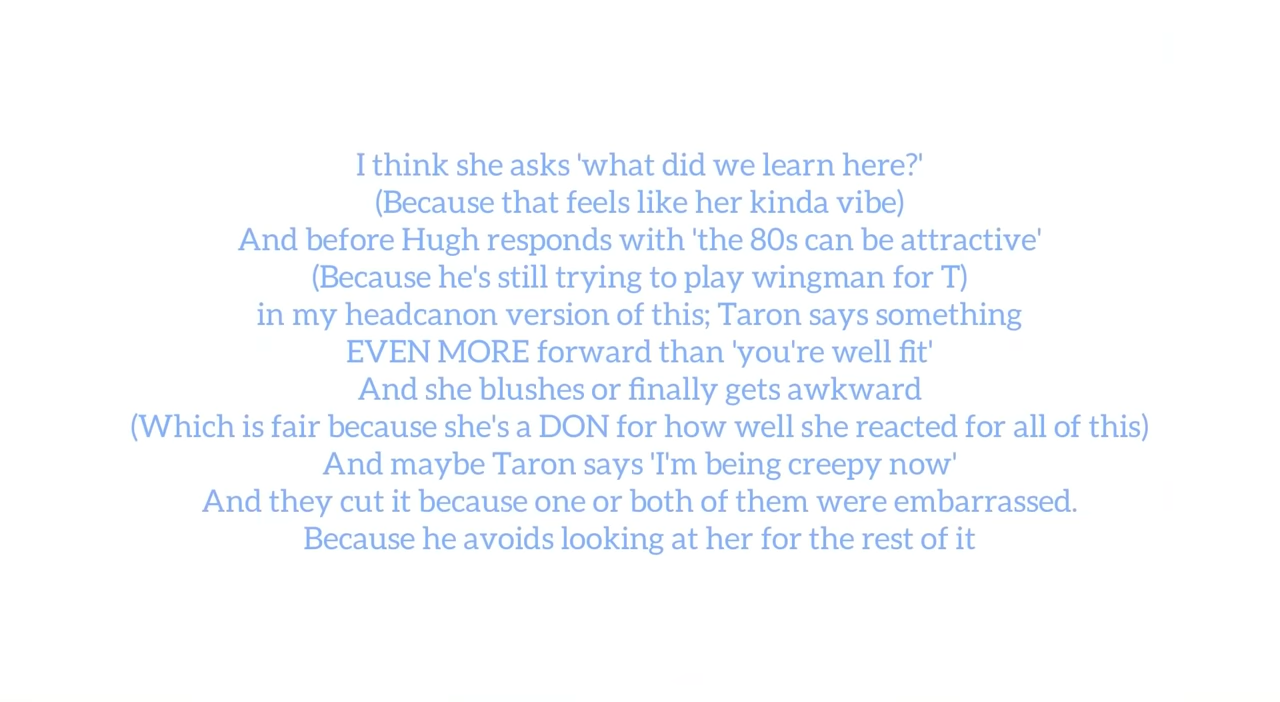 I think she asks 'what did we learn here?'
(Because that feels like her kinda vibe)
And before Hugh responds with 'the 80s can be attractive'
(Because he's still trying to play wingman for T)
in my headcanon version of this; Taron says something
EVEN MORE forward than 'you're well fit'
And she blushes or finally gets awkward
(Which is fair because she's a DON for how well she reacted for all of this)
And maybe Taron says 'I'm being creepy now'
And they cut it because one or both of them were embarrassed.
Because he avoids looking at her for the rest of it